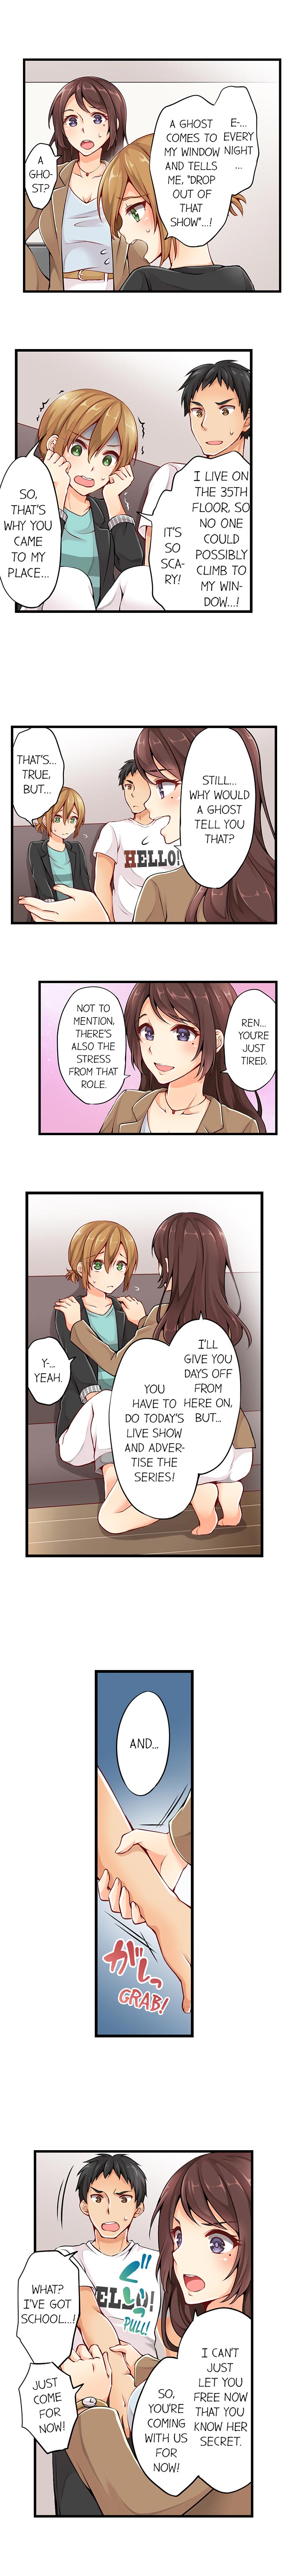 E-...
EVERY
NIGHT
...
A GHOST
COMES TO
MY WINDOW
AND TELLS
ME, "DROP
OUT OF
THAT
SHOW"...!
A
GHO-
ST?
I LIVE ON
THE 35TH
FLOOR, SO
NO ONE
COULD
POSSIBLY
CLIMB TO
MY WIN-
DOW...!
IT'S
SO
SCA-
RY!
SO,
THAT'S
WHY YOU
CAME
TO MY
PLACE...
STILL...
WHY WOULD
A GHOST
TELL YOU
THAT?
THAT'S...
TRUE,
BUT...
HELLO!
REN...
YOU'RE
JUST
TIRED.
NOT TO
MENTION,
THERE'S
ALSO THE
STRESS
FROM THAT
ROLE.
I'LL
GIVE YOU
DAYS OFF
FROM
HERE ON,
BUT...
YOU
HAVE TO
DO TODAY'S
LIVE SHOW
AND ADVER-
TISE THE
SERIES!
Y-...
YEAH.
AND...
がしっ
GRAB!
ELLO!
ぐいっ
PULL!
WHAT?
I'VE GOT
SCHOOL...!
I CAN'T
JUST
LET YOU
FREE NOW
THAT YOU
KNOW HER
SECRET.
SO,
YOU'RE
COMING
WITH US
FOR
NOW!
JUST
COME
FOR
NOW!